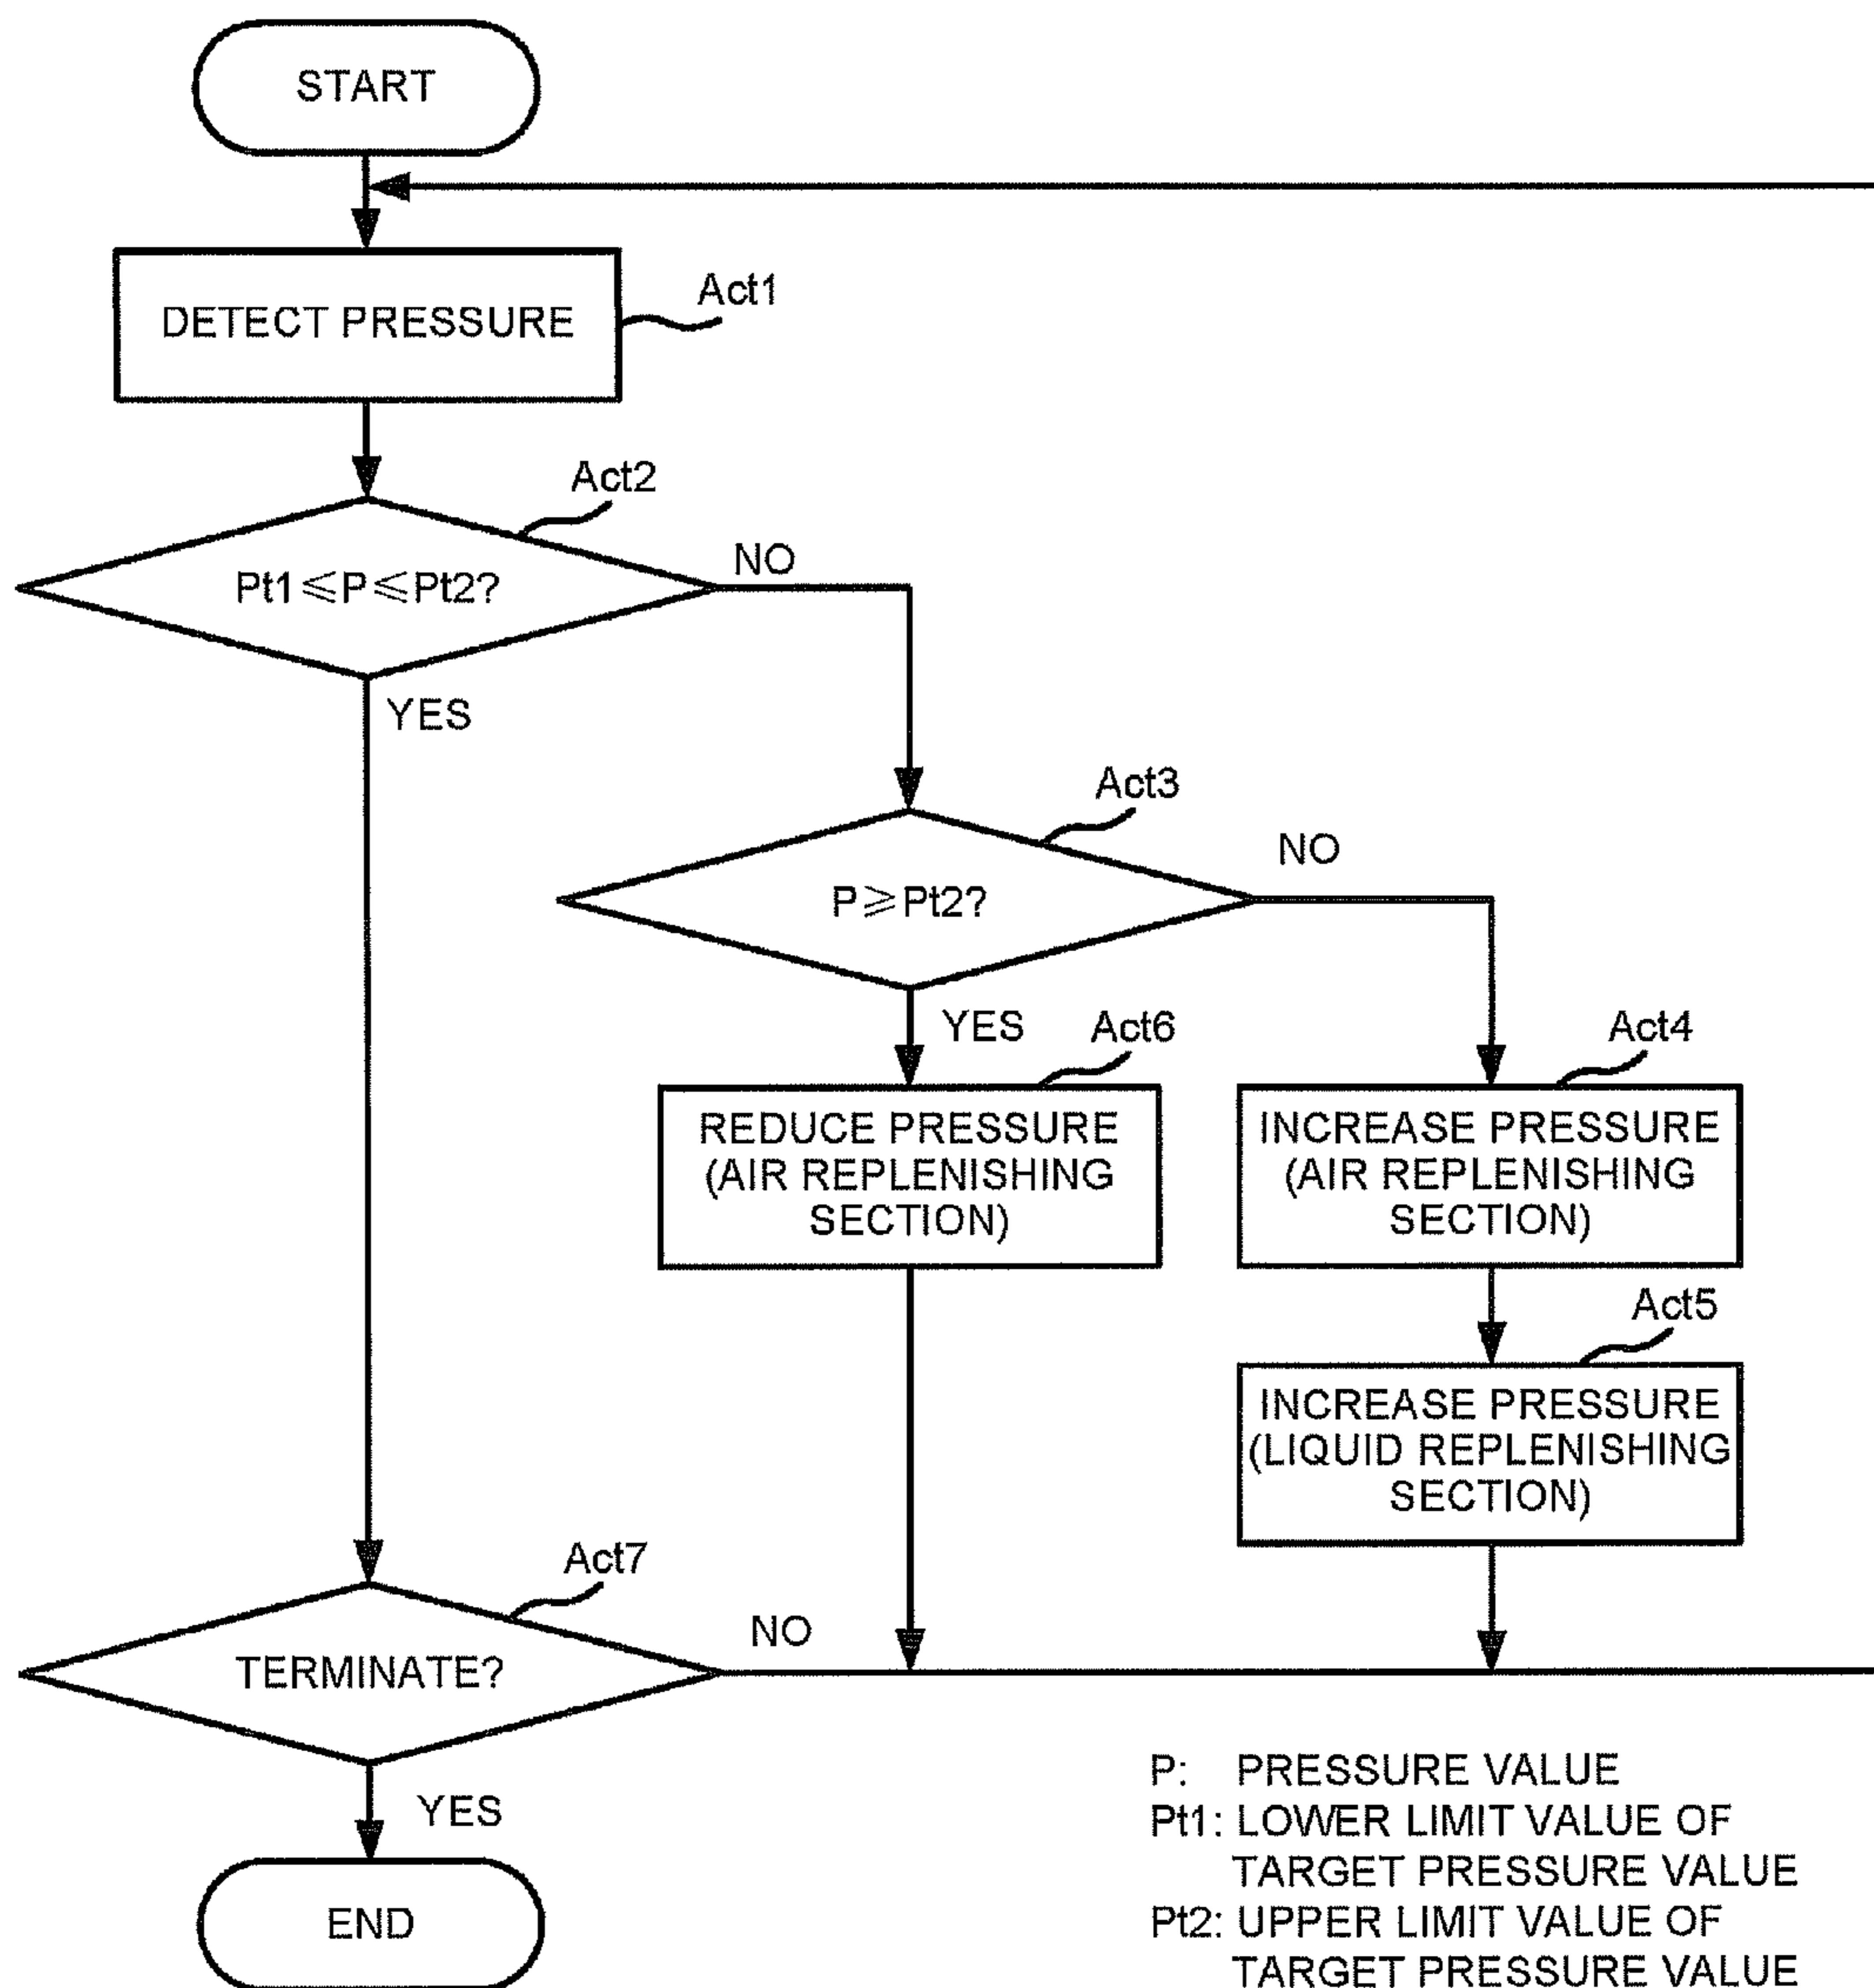 START
DETECT PRESSURE
Act1
Act2
Pt1≦P≦Pt2?
NO
YES
Act3
P≧Pt2?
NO
YES
Act6
REDUCE PRESSURE
(AIR REPLENISHING
SECTION)
Act4
INCREASE PRESSURE
(AIR REPLENISHING
SECTION)
Act5
INCREASE PRESSURE
(LIQUID REPLENISHING
SECTION)
Act7
TERMINATE?
NO
YES
END
P: PRESSURE VALUE
Pt1: LOWER LIMIT VALUE OF
TARGET PRESSURE VALUE
Pt2: UPPER LIMIT VALUE OF
TARGET PRESSURE VALUE